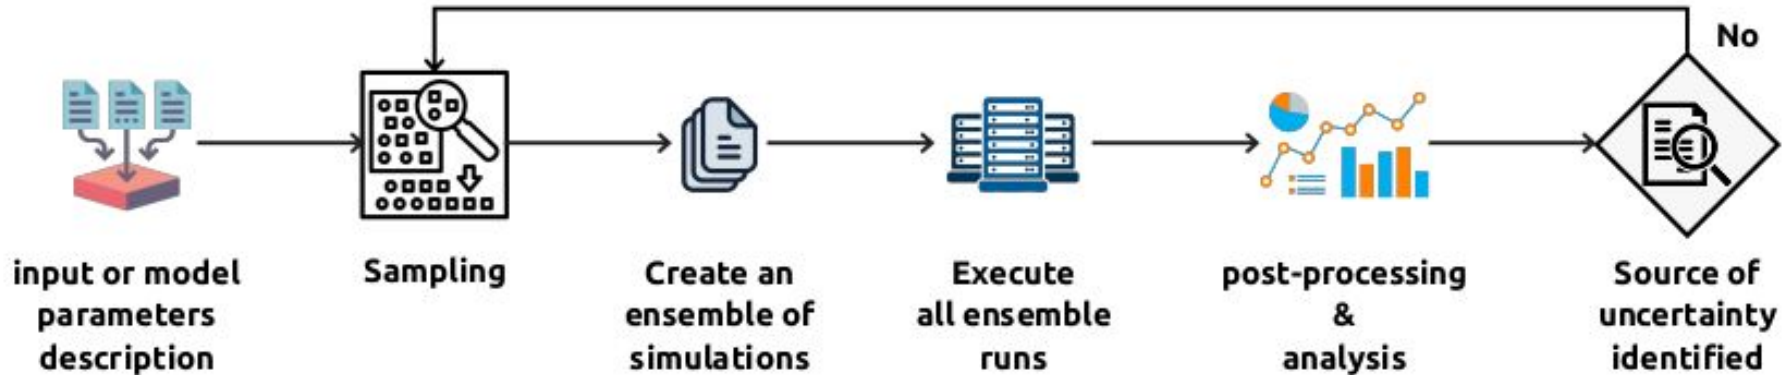 No
input or model
parameters
description
Sampling
Create an
ensemble of
simulations
Execute
all ensemble
runs
post-processing
&
analysis
Source of
uncertainty
identified